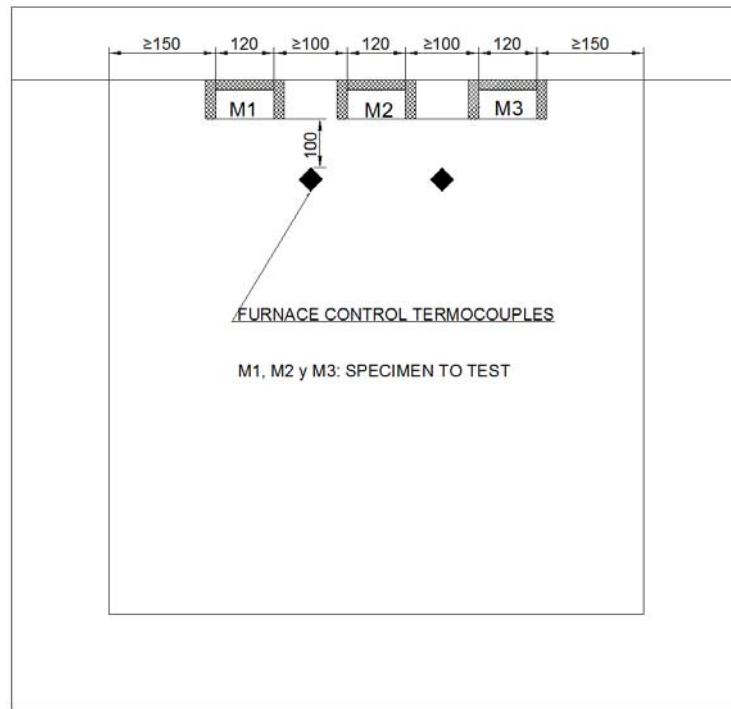 ≥150 120 ≥100 120 ≥100 120 ≥150
M1 M2 M3
100
FURNACE CONTROL TERMOCOUPLES
M1, M2 y M3: SPECIMEN TO TEST